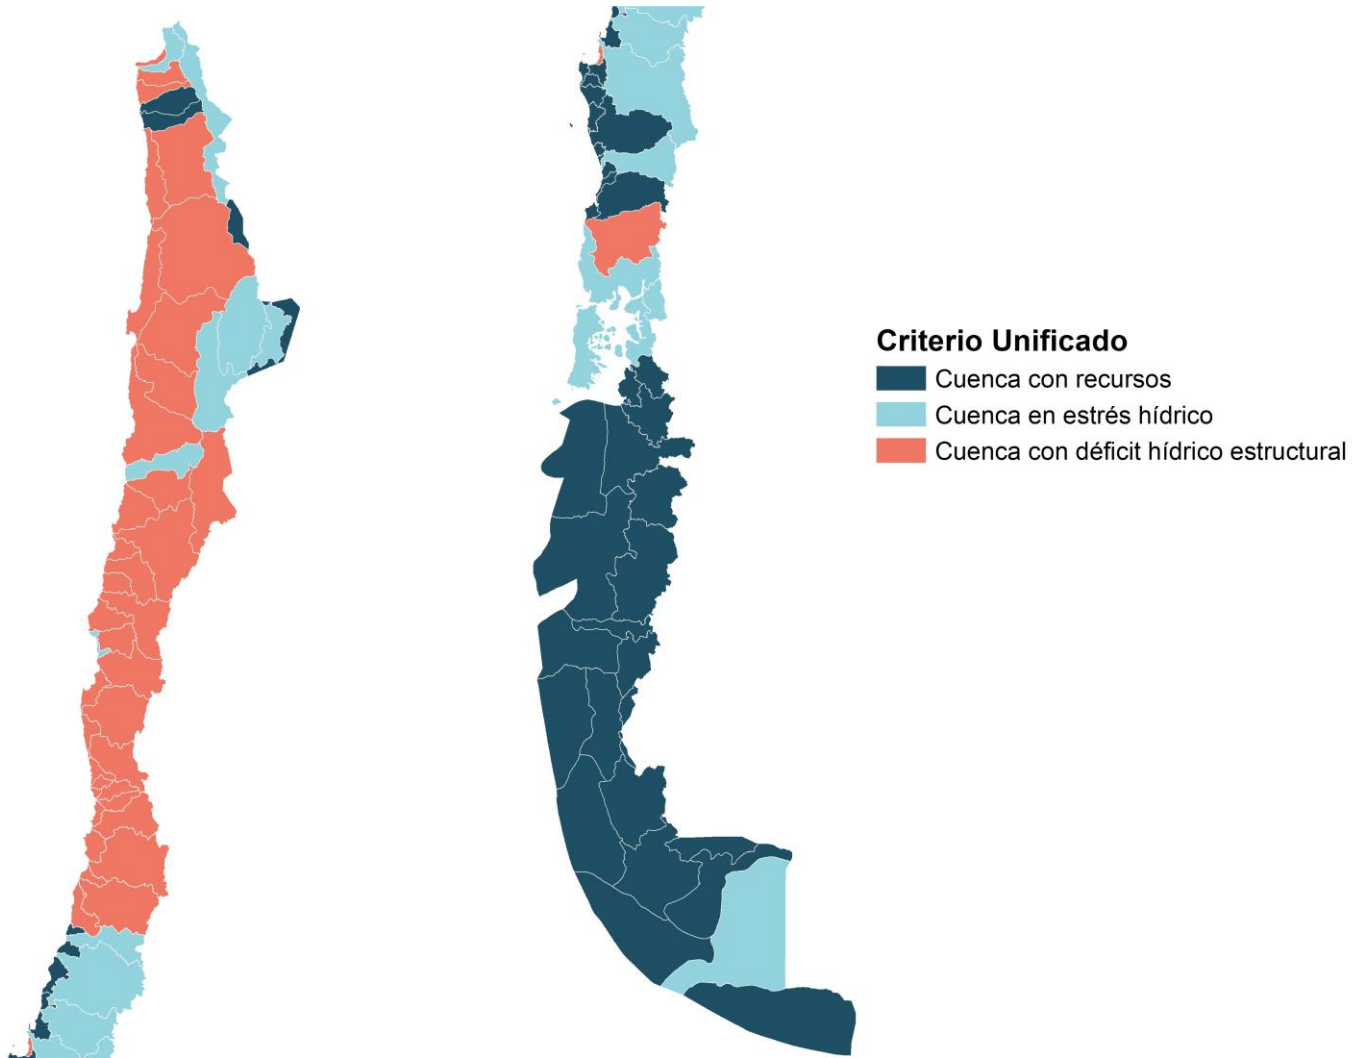 Criterio Unificado
Cuenca con recursos
Cuenca en estrés hídrico
Cuenca con déficit hídrico estructural